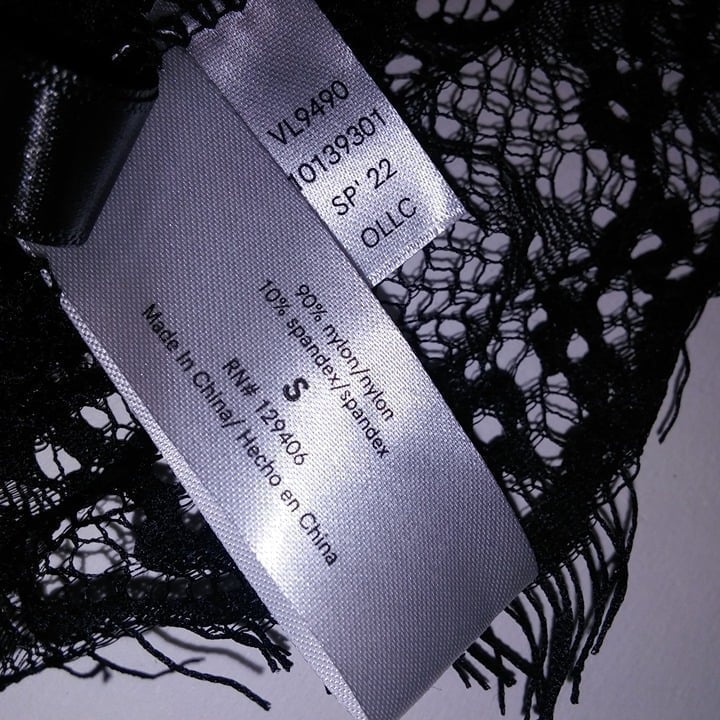 VL9490
10139301
SP' 22
OLLC
90% nylon/nylon
10% spandex/spandex
S
RN# 129406
Made In China/ Hecho en China